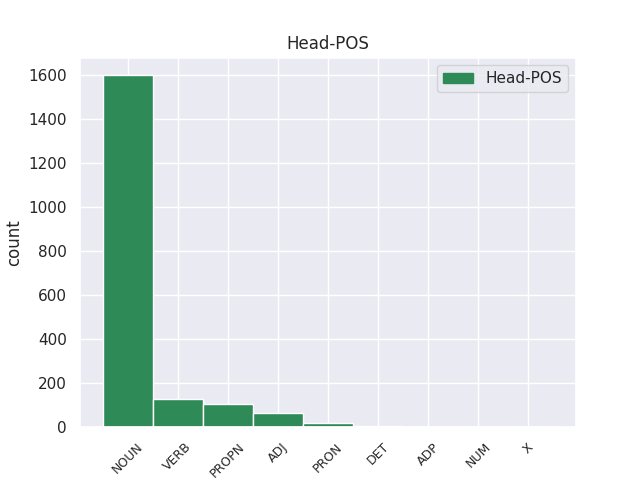 Head-POS
Head-POS
1600
1400
1200
1000
800
600
400
200
0
count
NOUN VERB PROPN ADJ PRON DET ADP NUM X